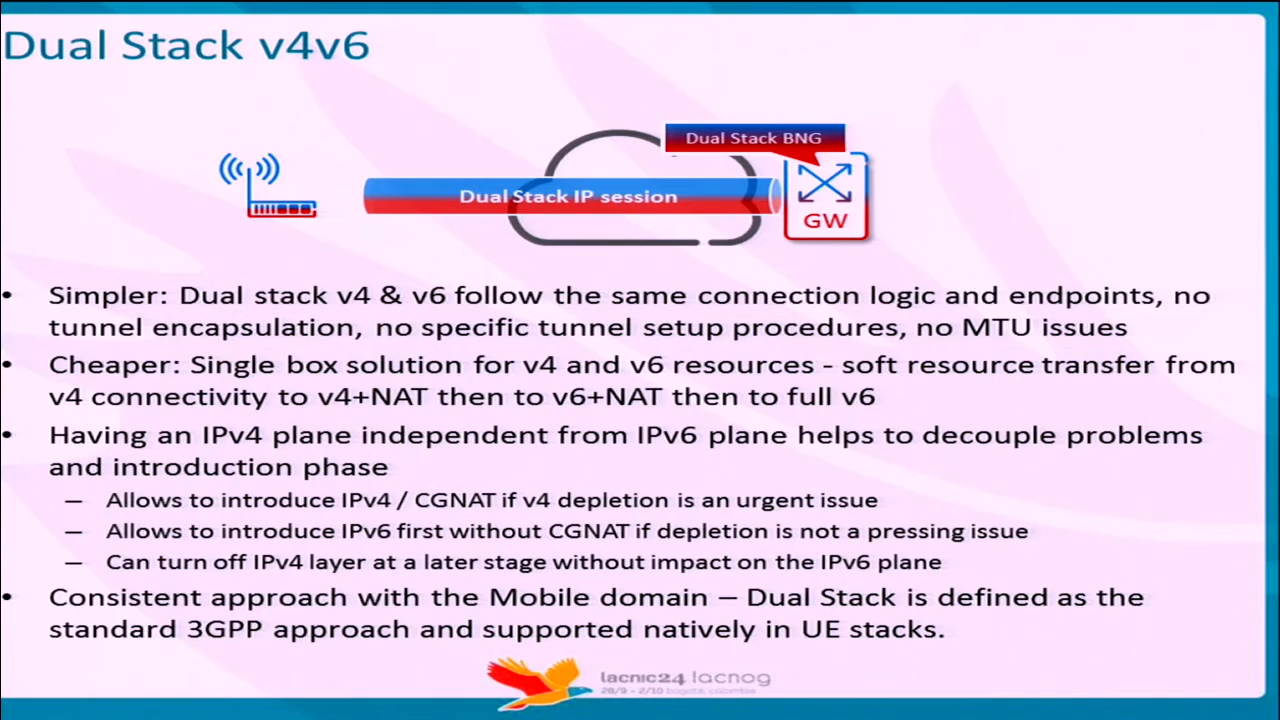 Dual Stack v4v6
Dual Stack BNG
Dual Stack IP session
GW
• Simpler: Dual stack v4 & v6 follow the same connection logic and endpoints, no
tunnel encapsulation, no specific tunnel setup procedures, no MTU issues
• Cheaper: Single box solution for v4 and v6 resources - soft resource transfer from
v4 connectivity to v4+NAT then to v6+NAT then to full v6
• Having an IPv4 plane independent from IPv6 plane helps to decouple problems
and introduction phase
– Allows to introduce IPv4 / CGNAT if v4 depletion is an urgent issue
– Allows to introduce IPv6 first without CGNAT if depletion is not a pressing issue
– Can turn off IPv4 layer at a later stage without impact on the IPv6 plane
• Consistent approach with the Mobile domain – Dual Stack is defined as the
standard 3GPP approach and supported natively in UE stacks.
lacnic24 lacnog
28/9 - 2/10 bogotá, colombia